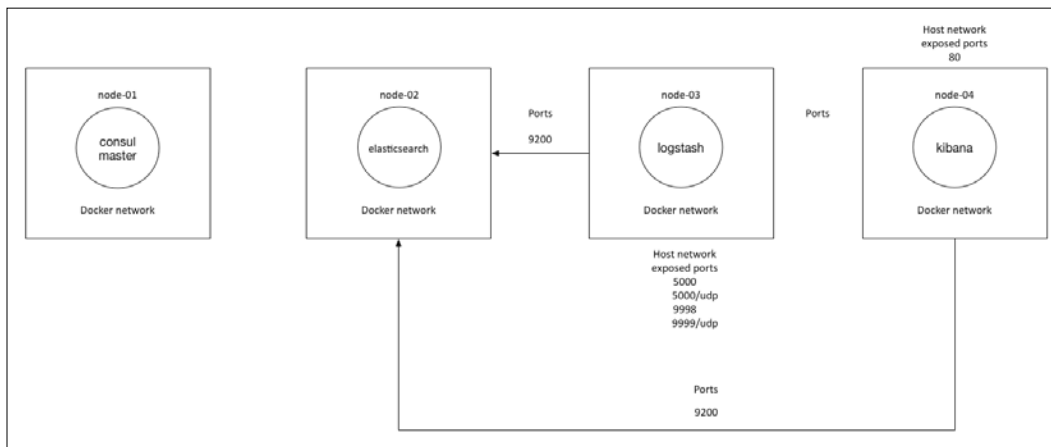 Host network
exposed ports
80
node-01
consul
master
Docker network
node-02
elasticsearch
Docker network
Ports
9200
node-03
logstash
Docker network
Host network
exposed ports
5000
5000/udp
9998
9999/udp
Ports
node-04
kibana
Docker network
Ports
9200